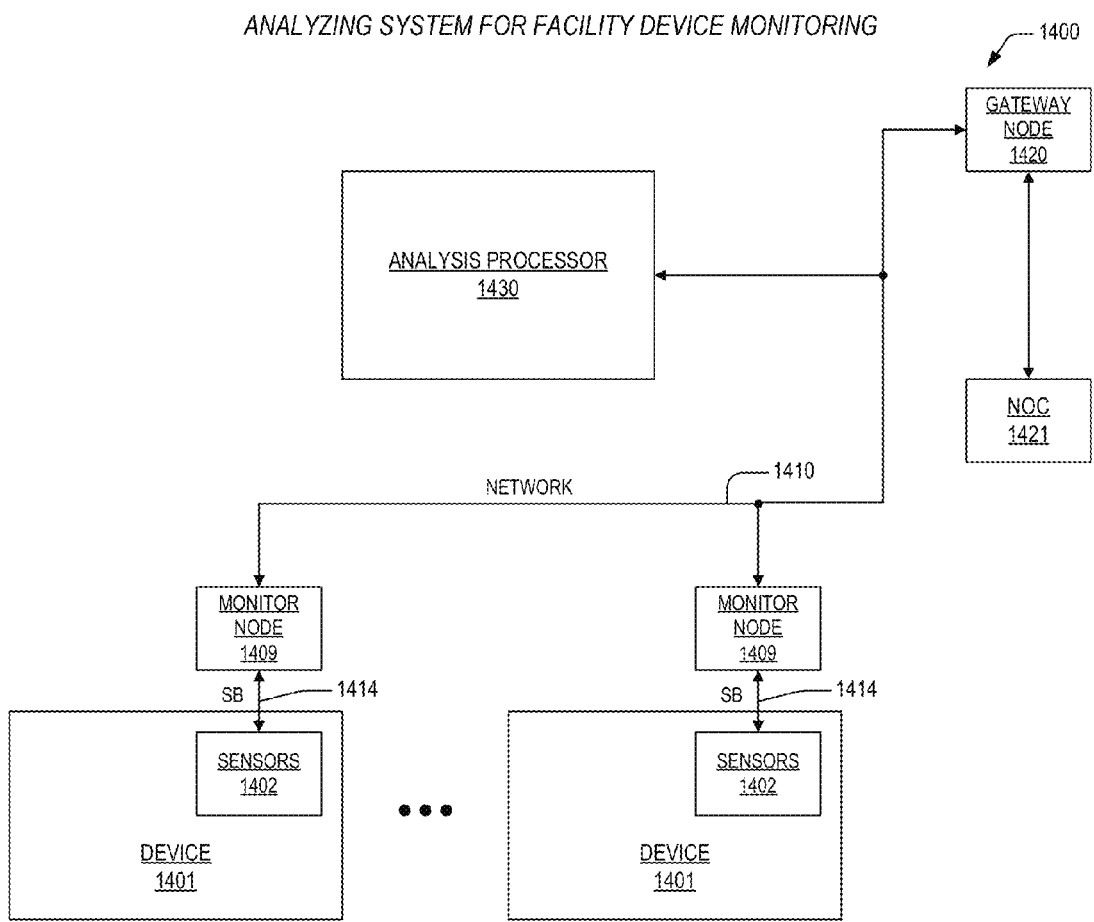 ANALYZING SYSTEM FOR FACILITY DEVICE MONITORING
1400
GATEWAY
NODE
1420
ANALYSIS PROCESSOR
1430
NOC
1421
1410
NETWORK
MONITOR
NODE
1409
MONITOR
NODE
1409
SB
1414
SB
1414
SENSORS
1402
SENSORS
1402
DEVICE
1401
DEVICE
1401